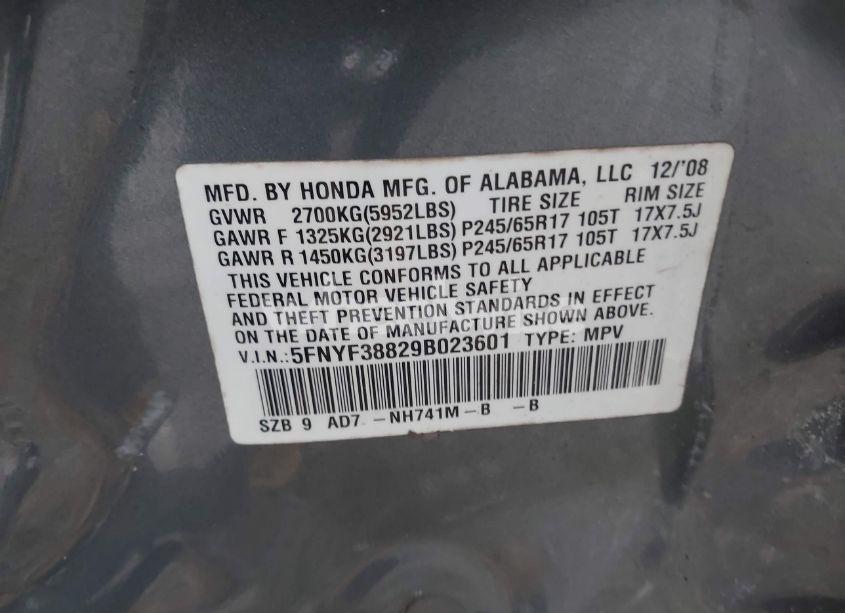 MFD. BY HONDA MFG. OF ALABAMA, LLC 12/'08
GVWR 2700KG(5952LBS) TIRE SIZE RIM SIZE
GAWR F 1325KG(2921LBS) P245/65R17 105T 17X7.5J
GAWR R 1450KG(3197LBS) P245/65R17 105T 17X7.5J
THIS VEHICLE CONFORMS TO ALL APPLICABLE
FEDERAL MOTOR VEHICLE SAFETY
AND THEFT PREVENTION STANDARDS IN EFFECT
ON THE DATE OF MANUFACTURE SHOWN ABOVE.
V.I.N.:5FNYF38829B023601 TYPE: MPV
SZB 9 AD7 -NH741M-B -B